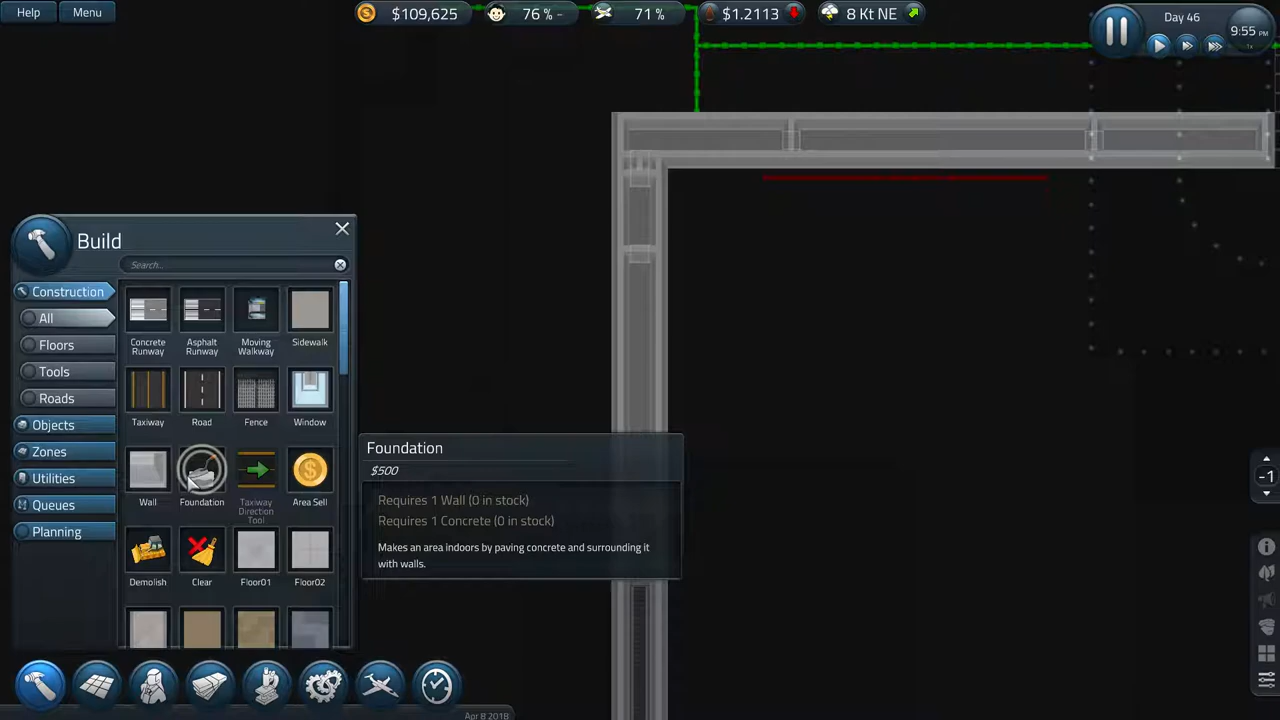 Help
Menu
$109,625
76 % -
71 %
$1.2113
8 Kt NE
Day 46
9:55 PM
1x
Build
Search...
Construction
All
Floors
Tools
Roads
Objects
Zones
Utilities
Queues
Planning
Concrete Runway
Asphalt Runway
Moving Walkway
Sidewalk
Taxiway
Road
Fence
Window
Wall
Foundation
Taxiway Direction Tool
Area Sell
Demolish
Clear
Floor01
Floor02
Foundation
$500
Requires 1 Wall (0 in stock)
Requires 1 Concrete (0 in stock)
Makes an area indoors by paving concrete and surrounding it
with walls.
-1
Apr 8 2018